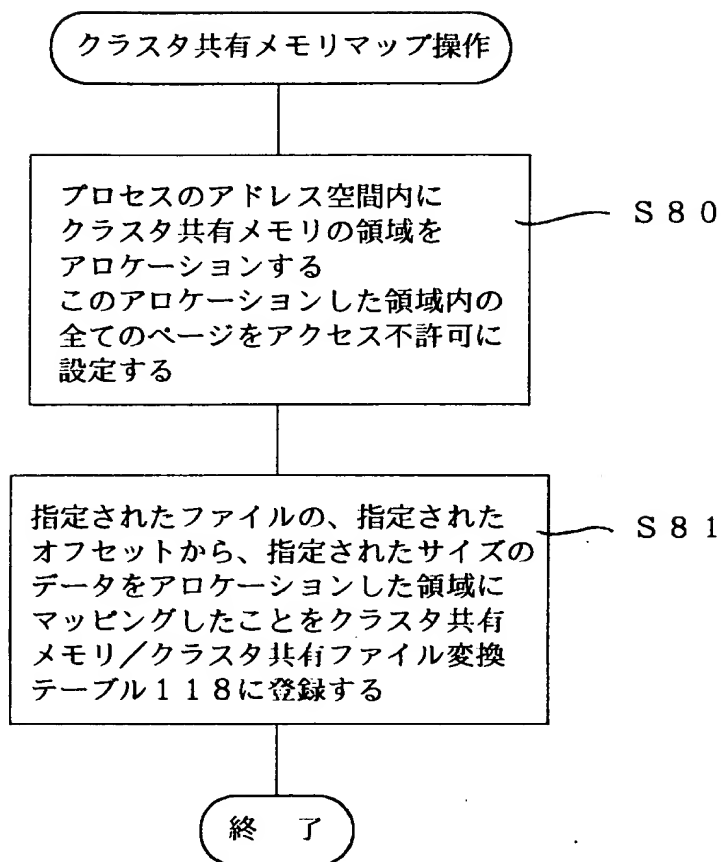 クラスタ共有メモリマップ操作
プロセスのアドレス空間内に
クラスタ共有メモリの領域を
アロケーションする
このアロケーションした領域内の
全てのページをアクセス不許可に
設定する
S80
指定されたファイルの、指定された
オフセットから、指定されたサイズの
データをアロケーションした領域に
マッピングしたことをクラスタ共有
メモリ／クラスタ共有ファイル変換
テーブル118に登録する
S81
終 了